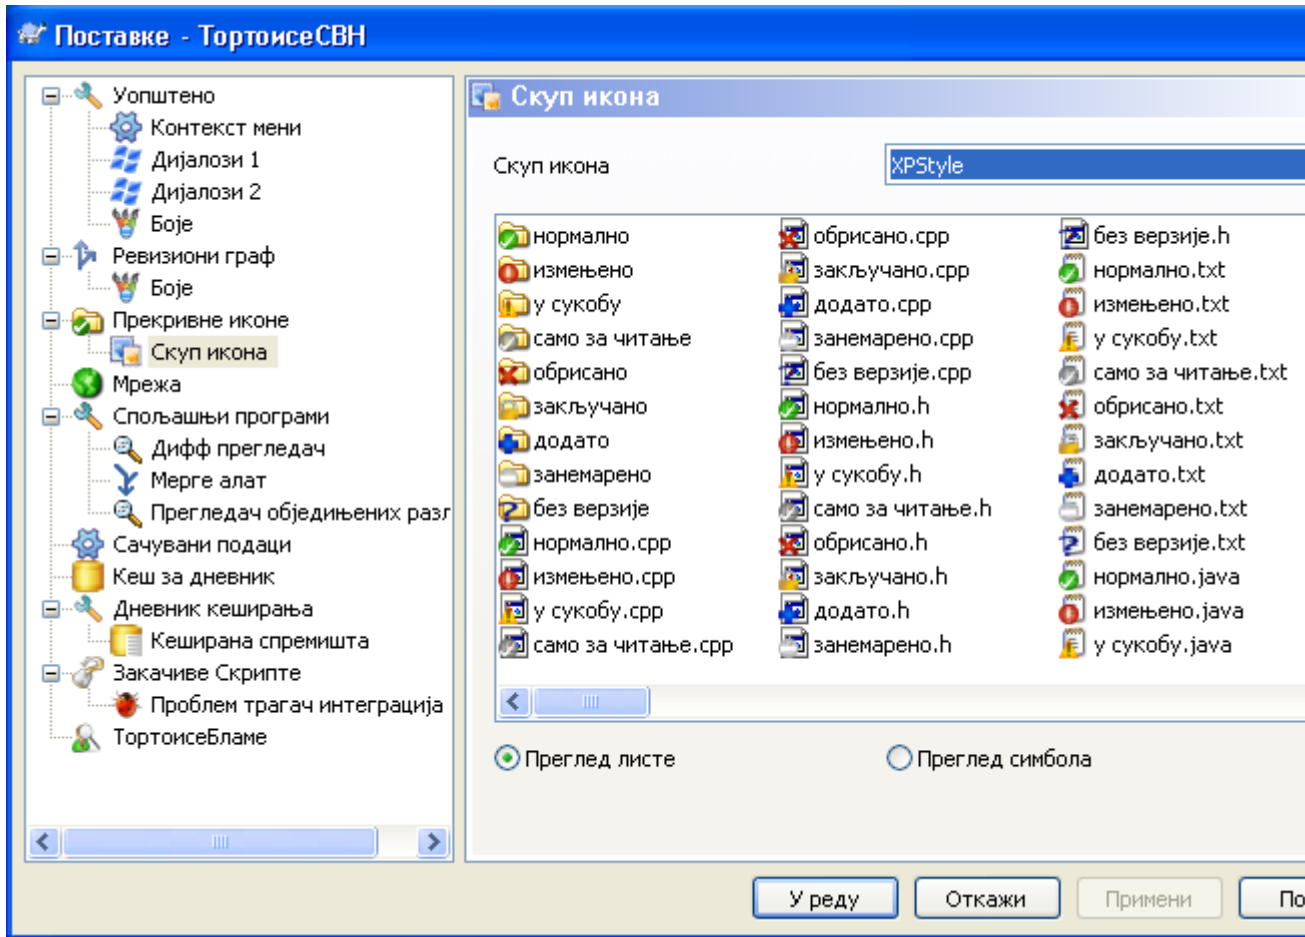 Поставке - ТортоисеСВН
Уопштено
Контекст мени
Дијалози 1
Дијалози 2
Боје
Ревизиони граф
Боје
Прекривне иконе
Скуп икона
Мрежа
Спољашњи програми
Дифф прегледач
Мерге алат
Прегледач обједињених разл
Сачувани подаци
Кеш за дневник
Дневник кеширања
Кеширана спремишта
Закачиве Скрипте
Проблем трагач интеграција
ТортоисеБламе
Скуп икона
Скуп икона XPStyle
нормално
измењено
у сукобу
само за читање
обрисано
закључано
додато
занемарено
без верзије
нормално.cpp
измењено.cpp
у сукобу.cpp
само за читање.cpp
обрисано.cpp
закључано.cpp
додато.cpp
занемарено.cpp
без верзије.cpp
нормално.h
измењено.h
у сукобу.h
само за читање.h
обрисано.h
закључано.h
додато.h
занемарено.h
без верзије.h
нормално.txt
измењено.txt
у сукобу.txt
само за читање.txt
обрисано.txt
закључано.txt
додато.txt
занемарено.txt
без верзије.txt
нормално.java
измењено.java
у сукобу.java
Преглед листе Преглед симбола
У реду Откажи Примени По